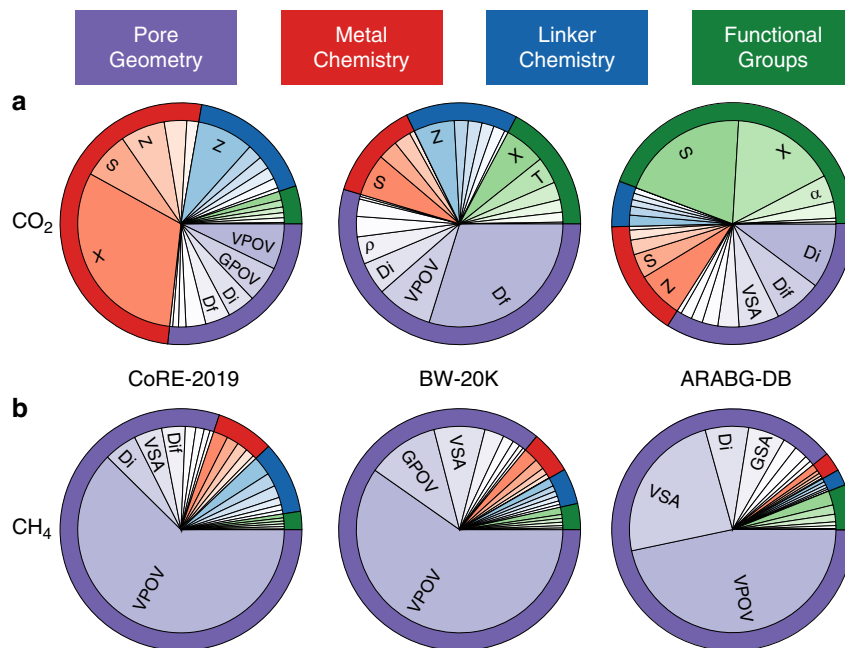 Pore Geometry
Metal Chemistry
Linker Chemistry
Functional Groups
a
CO2
X
S
Z
Z
VPOV
GPOV
Di
Df
S
Z
X
T
ρ
Di
VPOV
Df
S
X
α
S
Z
VSA
Dif
Di
CoRE-2019
BW-20K
ARABG-DB
b
CH4
Di
VSA
Dif
VPOV
GPOV
VSA
VPOV
VSA
Di
GSA
VPOV